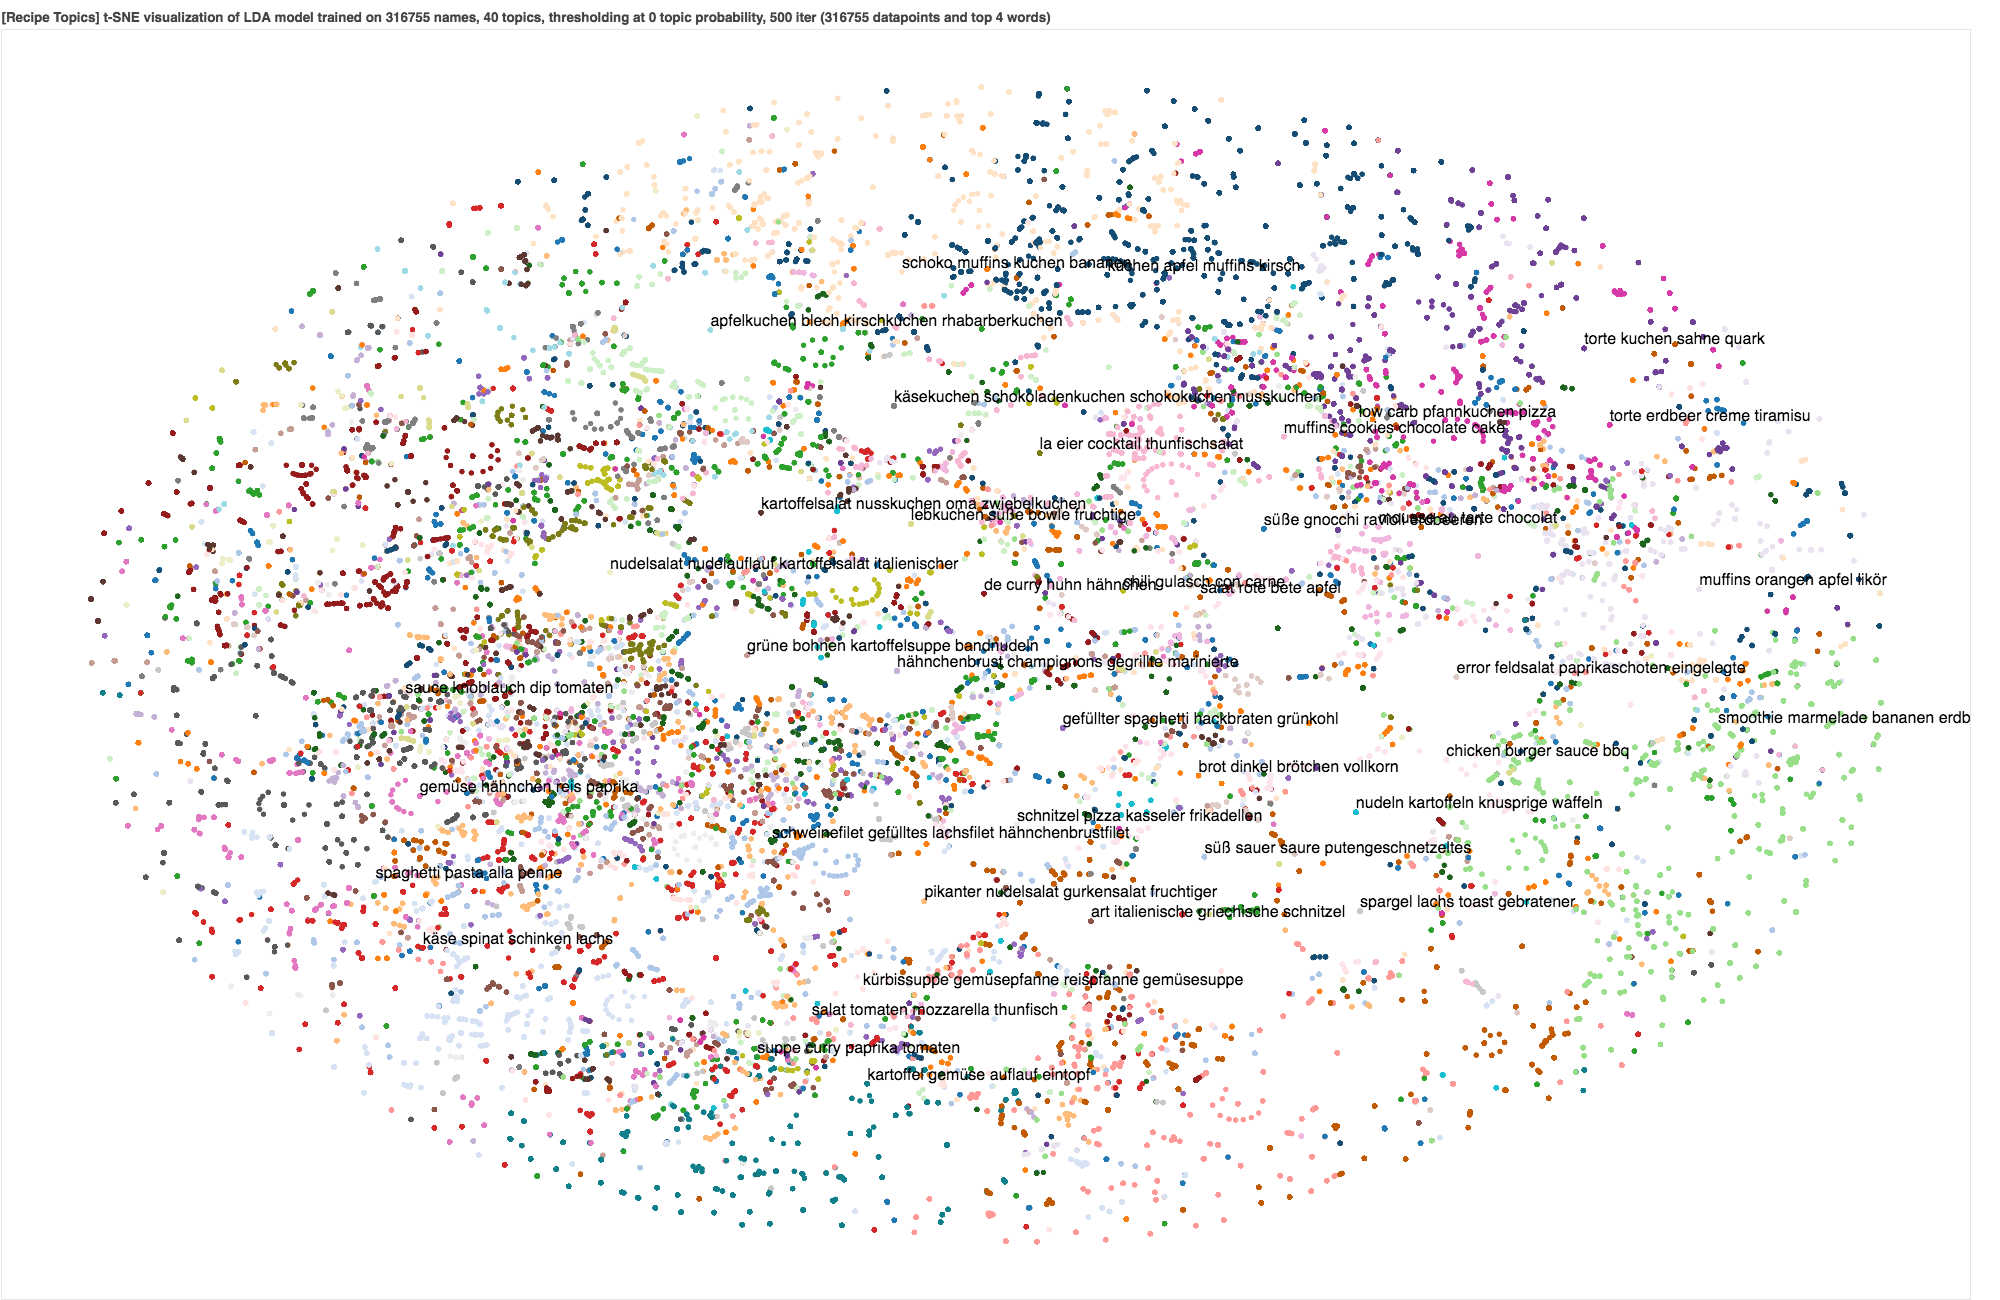 [Recipe Topics] t-SNE visualization of LDA model trained on 316755 names, 40 topics, thresholding at 0 topic probability, 500 iter (316755 datapoints and top 4 words)
schoko muffins kuchen bananen
kuchen apfel muffins kirsch
apfelkuchen blech kirschkuchen rhabarberkuchen
torte kuchen sahne quark
käsekuchen schokoladenkuchen schokokuchen nusskuchen
low carb pfannkuchen pizza
torte erdbeer creme tiramisu
muffins cookies chocolate cake
la eier cocktail thunfischsalat
kartoffelsalat nusskuchen oma zwiebelkuchen
lebkuchen süße bowle fruchtige
süße gnocchi ravioli erdbeeren
mousse au torte chocolat
nudelsalat nudelauflauf kartoffelsalat italienischer
de curry huhn hähnchen
chili gulasch con carne
salat rote bete apfel
muffins orangen apfel likör
grüne bohnen kartoffelsuppe bandnudeln
hähnchenbrust champignons gegrillte marinierte
error feldsalat paprikaschoten eingelegte
sauce knoblauch dip tomaten
gefüllter spaghetti hackbraten grünkohl
smoothie marmelade bananen erdb
chicken burger sauce bbq
brot dinkel brötchen vollkorn
gemüse hähnchen reis paprika
nudeln kartoffeln knusprige waffeln
schnitzel pizza kasseler frikadellen
schweinefilet gefülltes lachsfilet hähnchenbrustfilet
süß sauer saure putengeschnetzeltes
spaghetti pasta alla penne
pikanter nudelsalat gurkensalat fruchtiger
spargel lachs toast gebratener
art italienische griechische schnitzel
käse spinat schinken lachs
kürbissuppe gemüsepfanne reispfanne gemüsesuppe
salat tomaten mozzarella thunfisch
suppe curry paprika tomaten
kartoffel gemüse auflauf eintopf